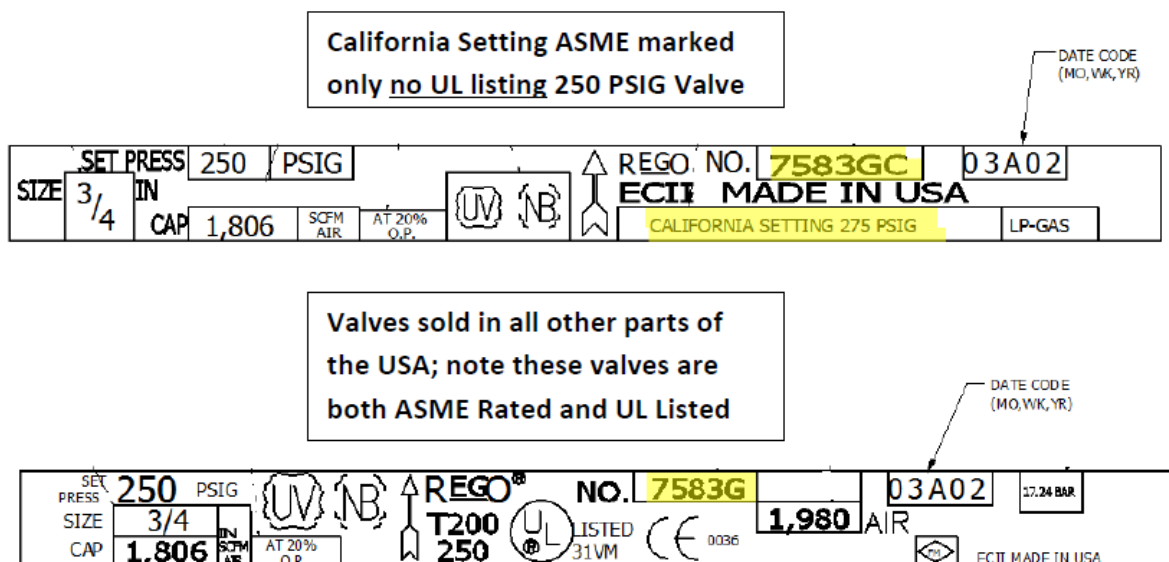 California Setting ASME marked
only no UL listing 250 PSIG Valve
DATE CODE
(MO,WK,YR)
SET PRESS 250 PSIG
SIZE 3/4 IN
CAP 1,806 SCFM AIR AT 20% O.P.
UV NB
REGO. NO. 7583GC 03A02
ECII MADE IN USA
CALIFORNIA SETTING 275 PSIG LP-GAS
Valves sold in all other parts of
the USA; note these valves are
both ASME Rated and UL Listed
DATE CODE
(MO,WK,YR)
SET PRESS 250 PSIG
SIZE 3/4 IN
CAP 1,806 SCFM AIR AT 20% O.P.
UV NB
REGO® NO. 7583G 03A02 17.24 BAR
T200 250
UL ® LISTED 31VM
CE 0036
1,980 AIR
FM
ECII MADE IN USA